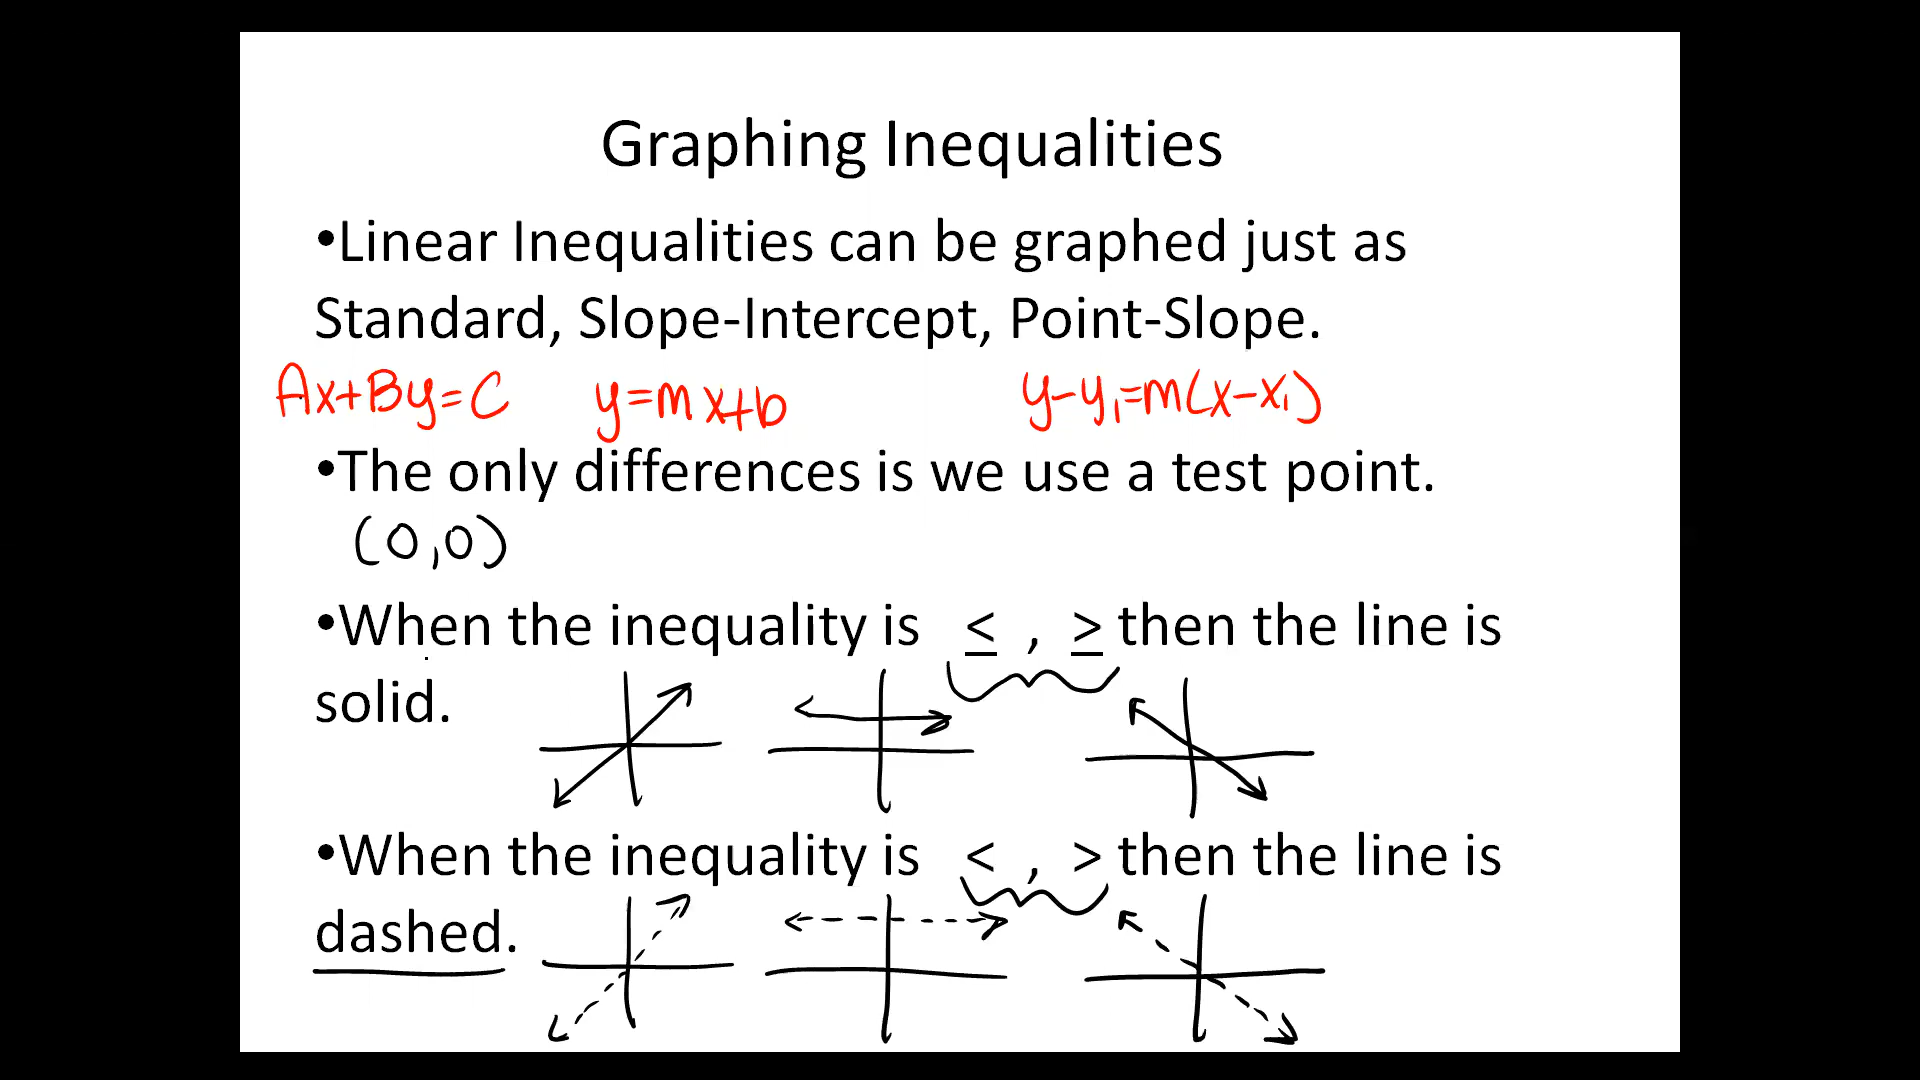 Graphing Inequalities
•Linear Inequalities can be graphed just as
Standard, Slope-Intercept, Point-Slope.
Ax+By=C y=mx+b y-y₁=m(x-x₁)
•The only differences is we use a test point.
(0,0)
•When the inequality is ≤ , ≥ then the line is
solid.
•When the inequality is < , > then the line is
dashed.